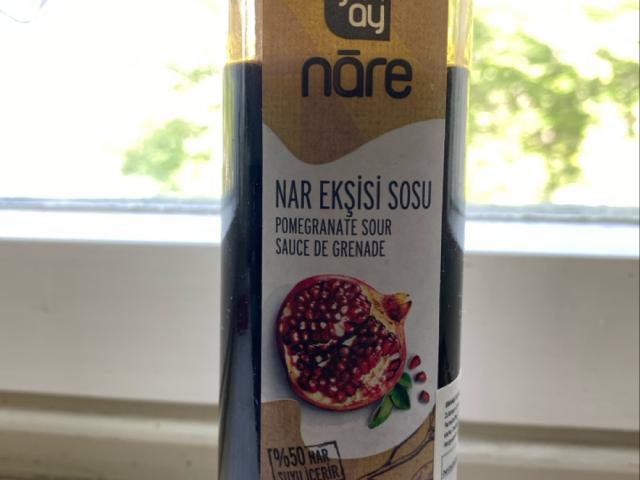 ay
nāre
NAR EKŞİSİ SOSU
POMEGRANATE SOUR
SAUCE DE GRENADE
%50 NAR
SUYU İÇERİR